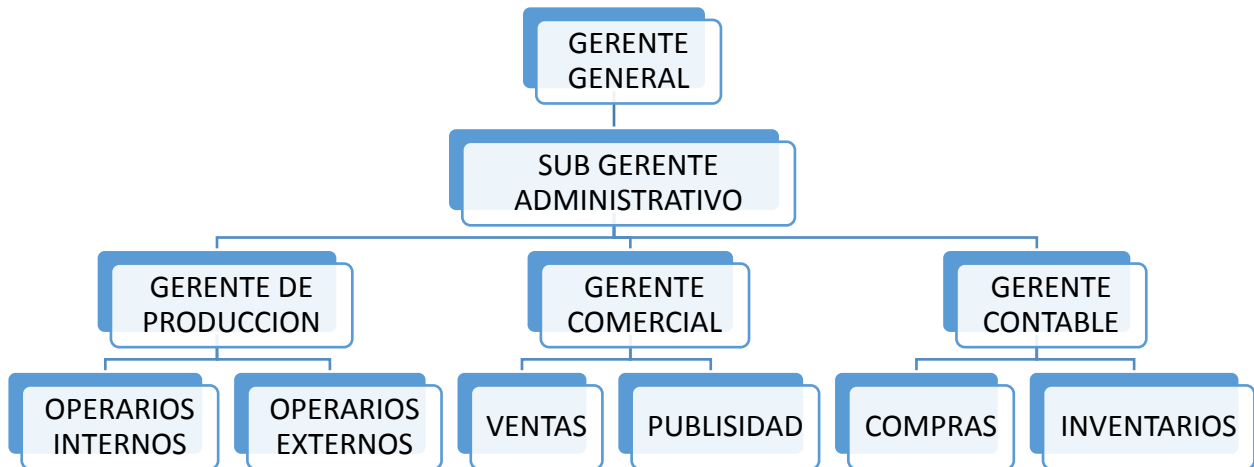 GERENTE
GENERAL
SUB GERENTE
ADMINISTRATIVO
GERENTE DE
PRODUCCION
GERENTE
COMERCIAL
GERENTE
CONTABLE
OPERARIOS
INTERNOS
OPERARIOS
EXTERNOS
VENTAS
PUBLISIDAD
COMPRAS
INVENTARIOS